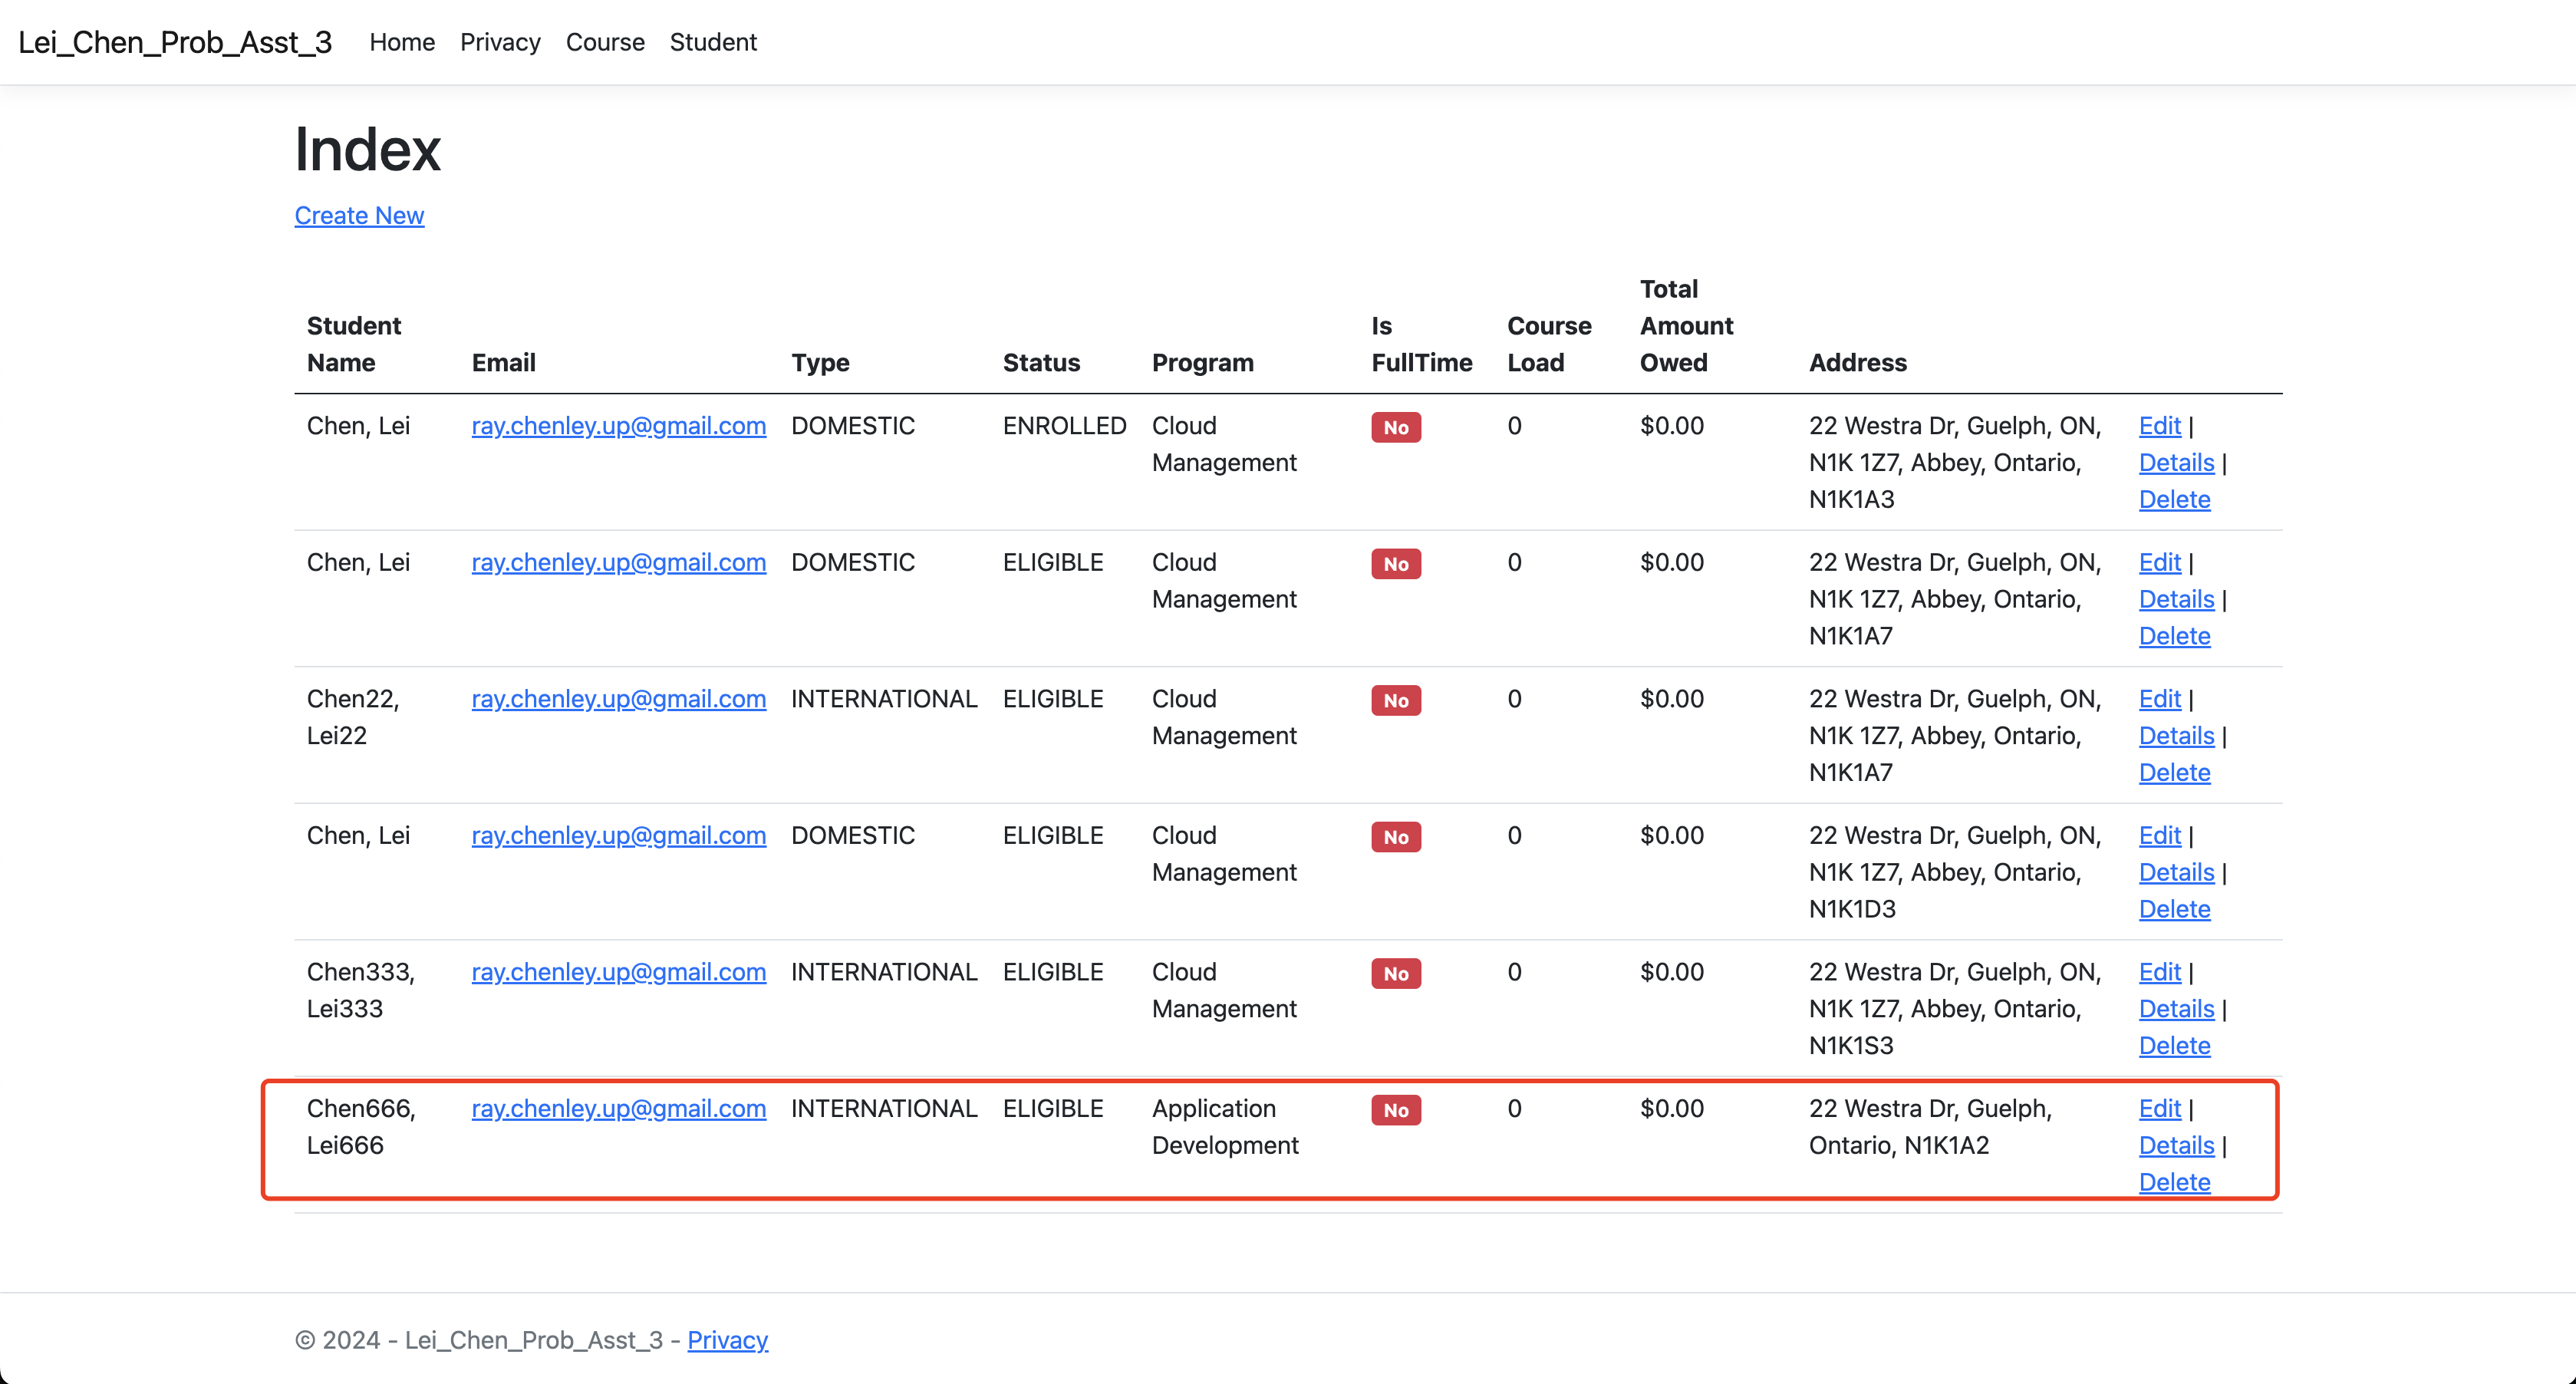 Lei_Chen_Prob_Asst_3 Home Privacy Course Student
Index
Create New
Student Name Email Type Status Program Is FullTime Course Load Total Amount Owed Address
Chen, Lei ray.chenley.up@gmail.com DOMESTIC ENROLLED Cloud Management No 0 $0.00 22 Westra Dr, Guelph, ON, N1K 1Z7, Abbey, Ontario, N1K1A3 Edit | Details | Delete
Chen, Lei ray.chenley.up@gmail.com DOMESTIC ELIGIBLE Cloud Management No 0 $0.00 22 Westra Dr, Guelph, ON, N1K 1Z7, Abbey, Ontario, N1K1A7 Edit | Details | Delete
Chen22, Lei22 ray.chenley.up@gmail.com INTERNATIONAL ELIGIBLE Cloud Management No 0 $0.00 22 Westra Dr, Guelph, ON, N1K 1Z7, Abbey, Ontario, N1K1A7 Edit | Details | Delete
Chen, Lei ray.chenley.up@gmail.com DOMESTIC ELIGIBLE Cloud Management No 0 $0.00 22 Westra Dr, Guelph, ON, N1K 1Z7, Abbey, Ontario, N1K1D3 Edit | Details | Delete
Chen333, Lei333 ray.chenley.up@gmail.com INTERNATIONAL ELIGIBLE Cloud Management No 0 $0.00 22 Westra Dr, Guelph, ON, N1K 1Z7, Abbey, Ontario, N1K1S3 Edit | Details | Delete
Chen666, Lei666 ray.chenley.up@gmail.com INTERNATIONAL ELIGIBLE Application Development No 0 $0.00 22 Westra Dr, Guelph, Ontario, N1K1A2 Edit | Details | Delete
© 2024 - Lei_Chen_Prob_Asst_3 - Privacy